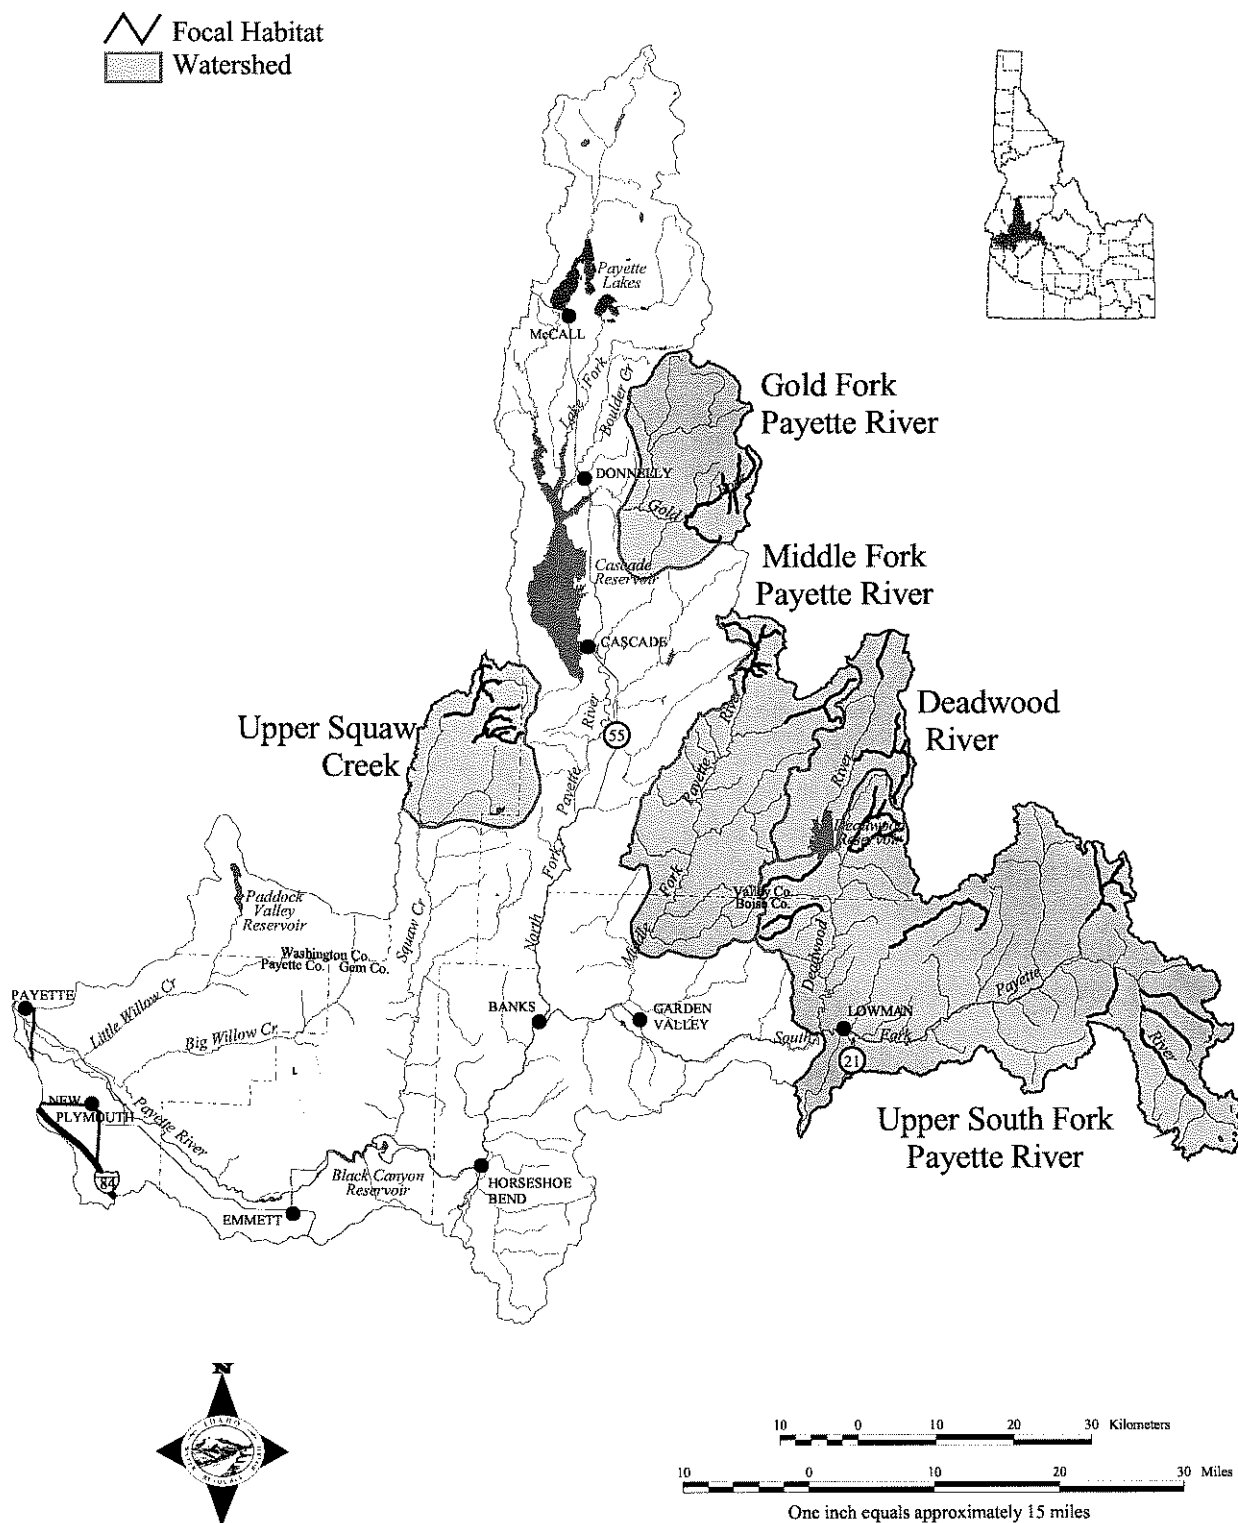 Focal Habitat
Watershed
Payette
Lakes
McCALL
Lake Fork
Boulder Cr
Gold Fork
Payette River
DONNELLY
Gold
Middle Fork
Payette River
Cascade
Reservoir
CASCADE
River
Deadwood
River
Upper Squaw
Creek
River
55
Payette
Payette
River
Deadwood
Reservoir
Fork
Fork
Valley Co.
Boise Co.
Paddock
Valley
Reservoir
Squaw Cr
North
Middle
Deadwood
Washington Co.
Payette Co.
Gem Co.
Payette
PAYETTE
Little Willow Cr
BANKS
GARDEN
VALLEY
LOWMAN
Big Willow Cr
South
Fork
River
21
NEW
PLYMOUTH
Payette River
Upper South Fork
Payette River
84
Black Canyon
Reservoir
HORSESHOE
BEND
EMMETT
N
IDAHO
10 0 10 20 30 Kilometers
10 0 10 20 30 Miles
One inch equals approximately 15 miles